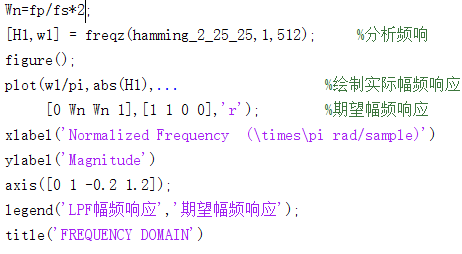 Wn=fp/fs*2;
[H1,w1] = freqz(hamming_2_25_25,1,512); %分析频响
figure();
plot(w1/pi,abs(H1),... %绘制实际幅频响应
[0 Wn Wn 1],[1 1 0 0],'r'); %期望幅频响应
xlabel('Normalized Frequency (\times\pi rad/sample)')
ylabel('Magnitude')
axis([0 1 -0.2 1.2]);
legend('LPF幅频响应','期望幅频响应');
title('FREQUENCY DOMAIN')